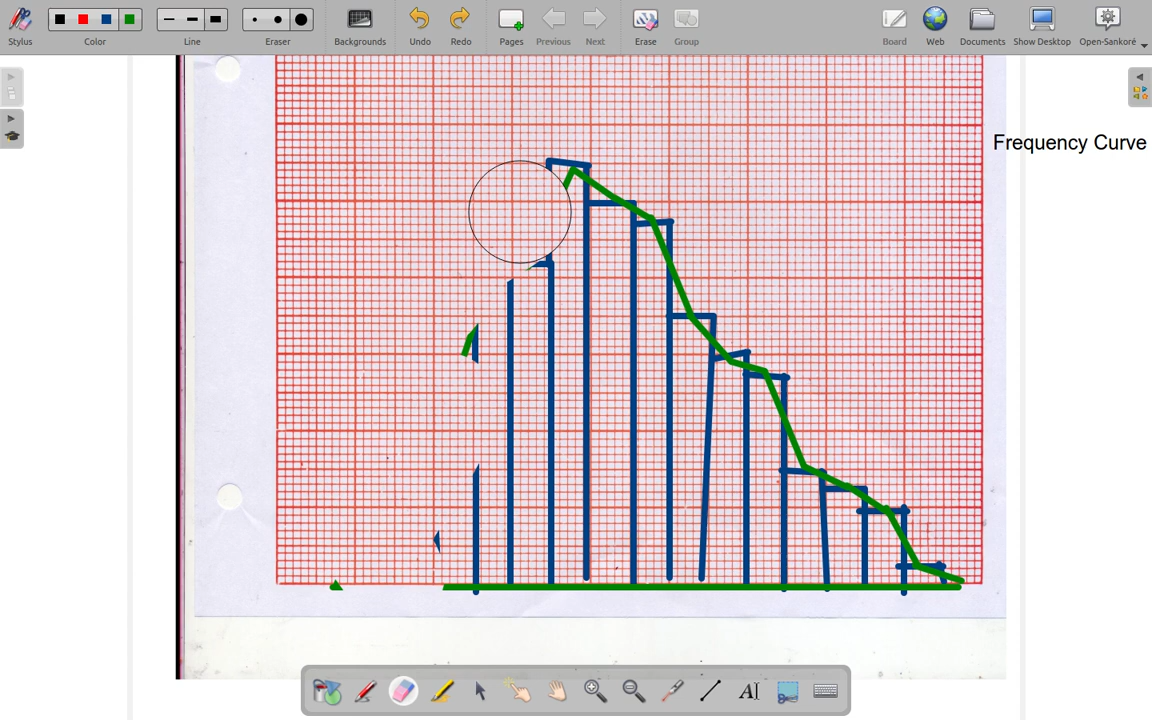 Stylus
Color
Line
Eraser
Backgrounds
Undo
Redo
Pages
Previous
Next
Erase
Group
Board
Web
Documents
Show Desktop
Open-Sankoré
Frequency Curve
AI